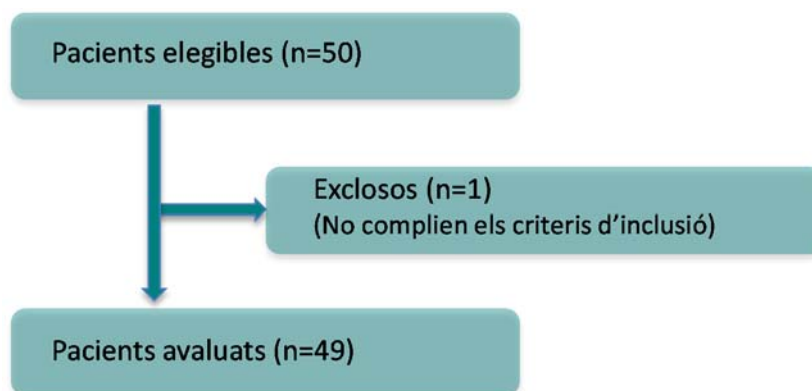 Pacients elegibles (n=50)
Exclosos (n=1)
(No complien els criteris d'inclusió)
Pacients avaluats (n=49)